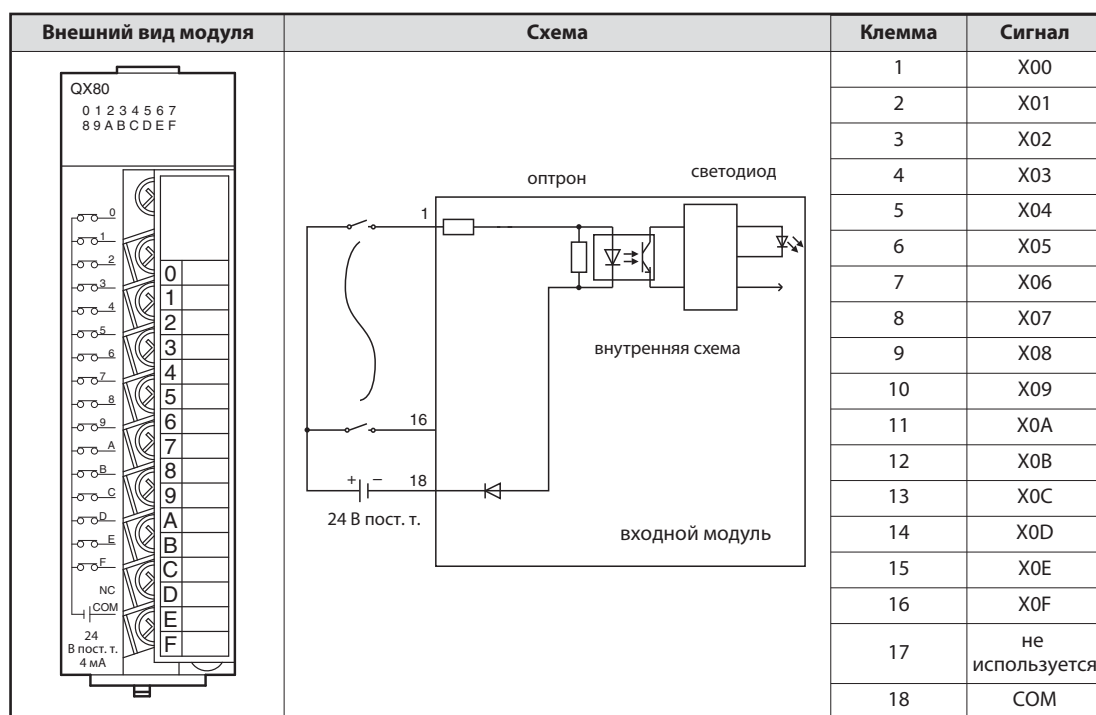 Внешний вид модуля
Схема
Клемма Сигнал
QX80
0 1 2 3 4 5 6 7
8 9 A B C D E F
0
1
2
3
4
5
6
7
8
9
A
B
C
D
E
F
NC
COM
24
В пост. т.
4 мА
0
1
2
3
4
5
6
7
8
9
A
B
C
D
E
F
оптрон
светодиод
1
внутренняя схема
16
+ –
18
24 В пост. т.
входной модуль
1 X00
2 X01
3 X02
4 X03
5 X04
6 X05
7 X06
8 X07
9 X08
10 X09
11 X0A
12 X0B
13 X0C
14 X0D
15 X0E
16 X0F
17 не
используется
18 COM